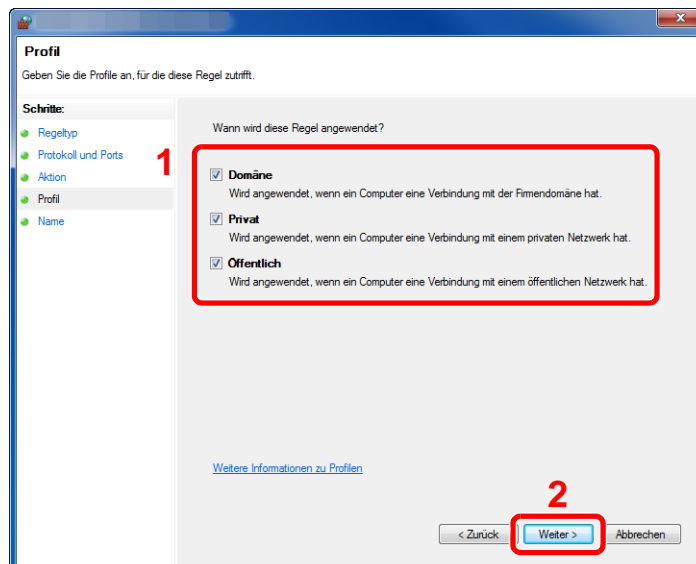 Profil
Geben Sie die Profile an, für die diese Regel zutrifft.
Schritte:
Regeltyp
Protokoll und Ports
Aktion
Profil
Name
1
Wann wird diese Regel angewendet?
Domäne
Wird angewendet, wenn ein Computer eine Verbindung mit der Firmendomäne hat.
Privat
Wird angewendet, wenn ein Computer eine Verbindung mit einem privaten Netzwerk hat.
Öffentlich
Wird angewendet, wenn ein Computer eine Verbindung mit einem öffentlichen Netzwerk hat.
Weitere Informationen zu Profilen
2
< Zurück Weiter > Abbrechen